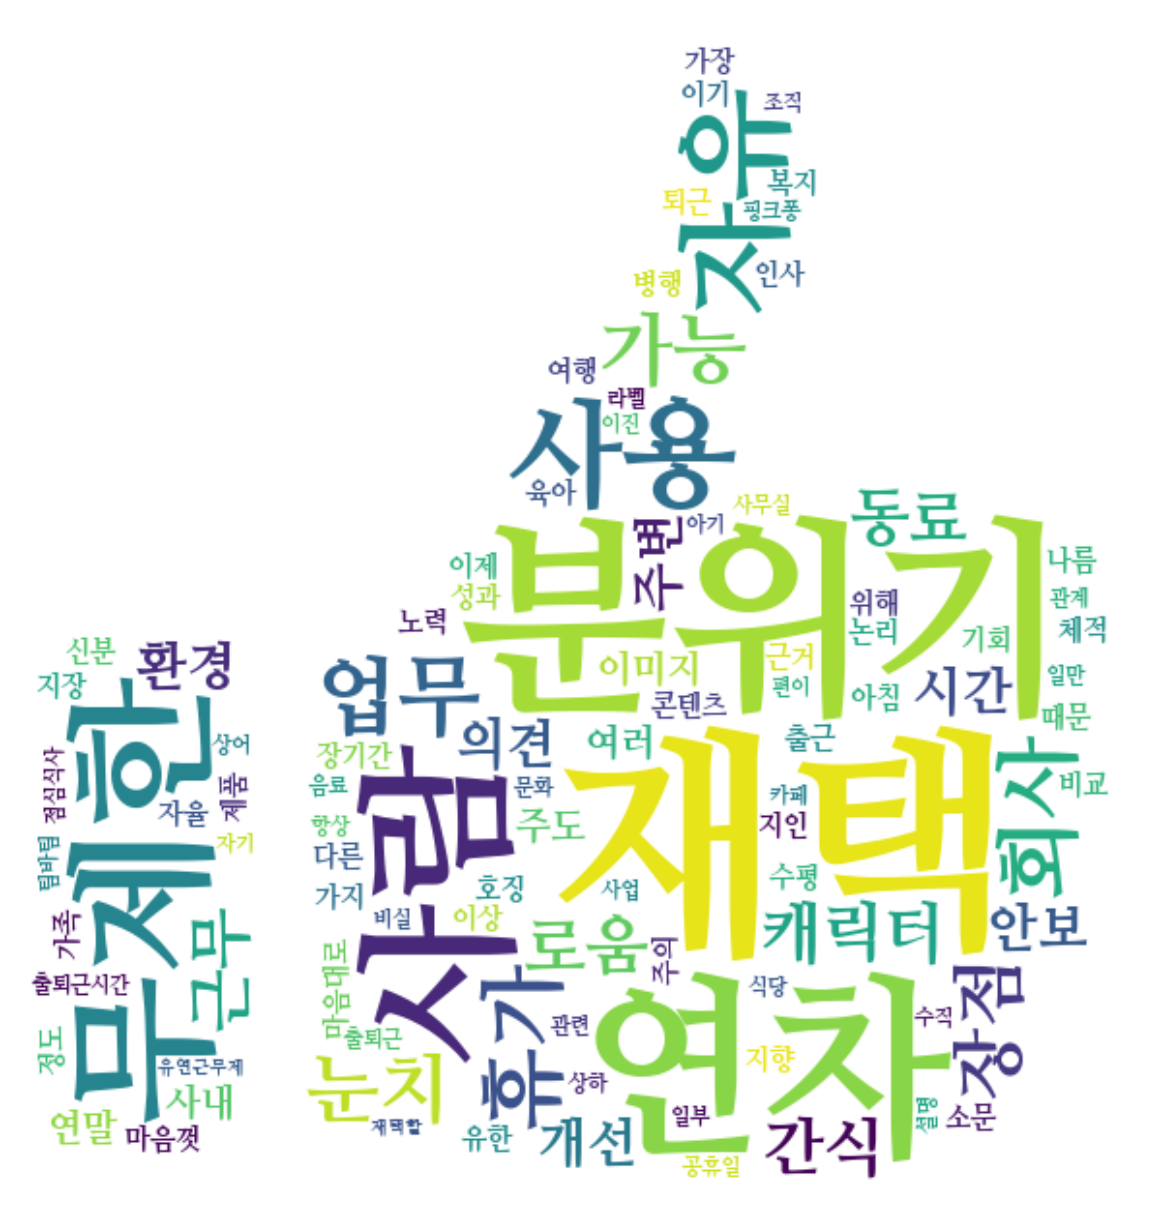 가장
이기
조직
자유
복지
퇴근
핑크퐁
인사
병행
가능
여행
라벨
이진
사용
육아
사무실
동료
아기
주변
분위기
이제
성과
나름
관계
위해
노력
논리
기회
체적
신분
환경
업무
이미지
근거
편이
아침
시간
일만
지장
콘텐츠
때문
무제한
상어
의견
여러
출근
장기간
재택
회사
비교
점심식사
제품
자율
음료
문화
카페
사람
항상
주도
지인
자기
텀바텀
다른
수평
가지
호징
사업
비실
이상
캐릭터
안보
가족
근무
로움
주의
마음대로
출퇴근시간
휴가
연차
식당
장점
수직
관련
출퇴근
정도
유연근무제
눈치
지향
상하
사내
연말
마음껏
재택할
유한
개선
일부
간식
설명
소문
공휴일